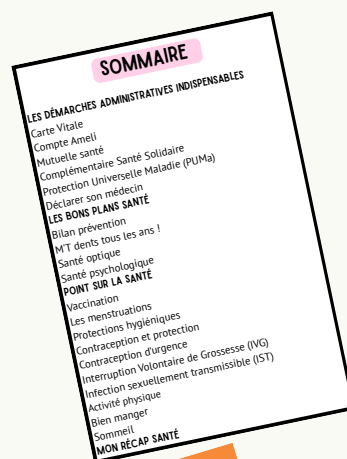 SOMMAIRE
LES DÉMARCHES ADMINISTRATIVES INDISPENSABLES
Carte Vitale
Compte Ameli
Mutuelle santé
Complémentaire Santé Solidaire
Protection Universelle Maladie (PUMa)
Déclarer son médecin
LES BONS PLANS SANTÉ
Bilan prévention
M'T dents tous les ans !
Santé optique
Santé psychologique
POINT SUR LA SANTÉ
Vaccination
Les menstruations
Protections hygiéniques
Contraception et protection
Contraception d'urgence
Interruption Volontaire de Grossesse (IVG)
Infection sexuellement transmissible (IST)
Activité physique
Bien manger
Sommeil
MON RÉCAP SANTÉ